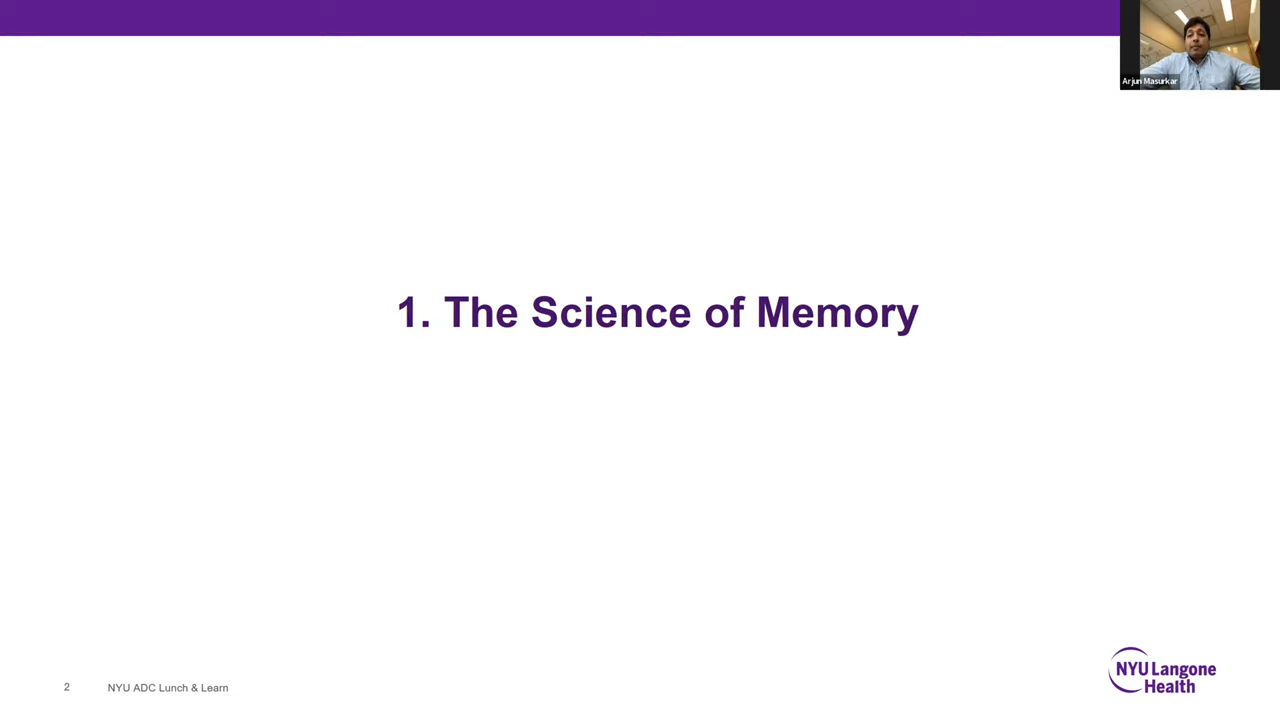 Arjun Masurkar
1. The Science of Memory
2
NYU ADC Lunch & Learn
NYU Langone
Health